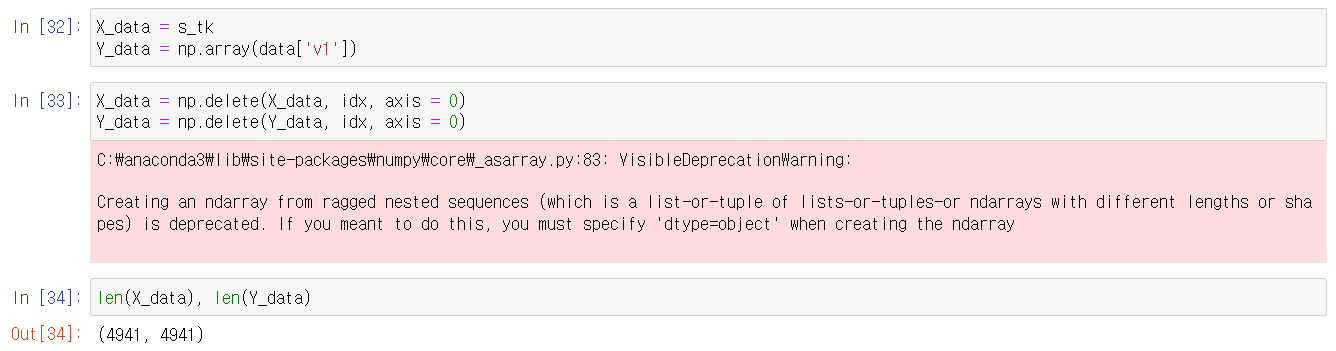 In [32]: X_data = s_tk
Y_data = np.array(data['v1'])
In [33]: X_data = np.delete(X_data, idx, axis = 0)
Y_data = np.delete(Y_data, idx, axis = 0)
C:₩anaconda3₩lib₩site-packages₩numpy₩core₩_asarray.py:83: VisibleDeprecationWarning:
Creating an ndarray from ragged nested sequences (which is a list-or-tuple of lists-or-tuples-or ndarrays with different lengths or sha
pes) is deprecated. If you meant to do this, you must specify 'dtype=object' when creating the ndarray
In [34]: len(X_data), len(Y_data)
Out[34]: (4941, 4941)